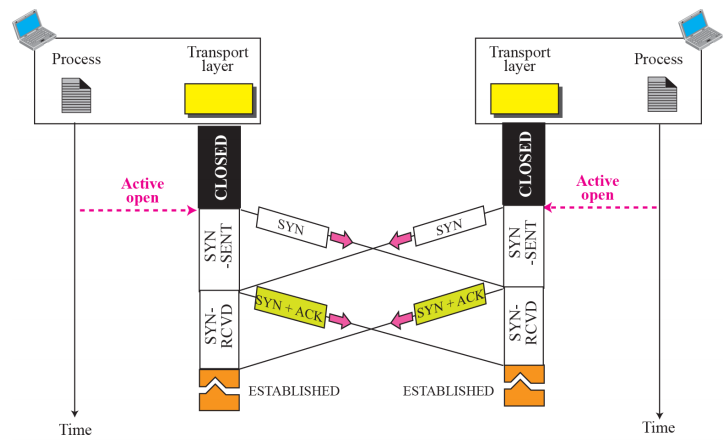 Process
Transport
layer
Transport
layer
Process
CLOSED
CLOSED
Active
open
Active
open
SYN
SYN
SYN
-SENT
SYN
-SENT
SYN + ACK
SYN + ACK
SYN-
RCVD
SYN-
RCVD
ESTABLISHED
ESTABLISHED
Time
Time